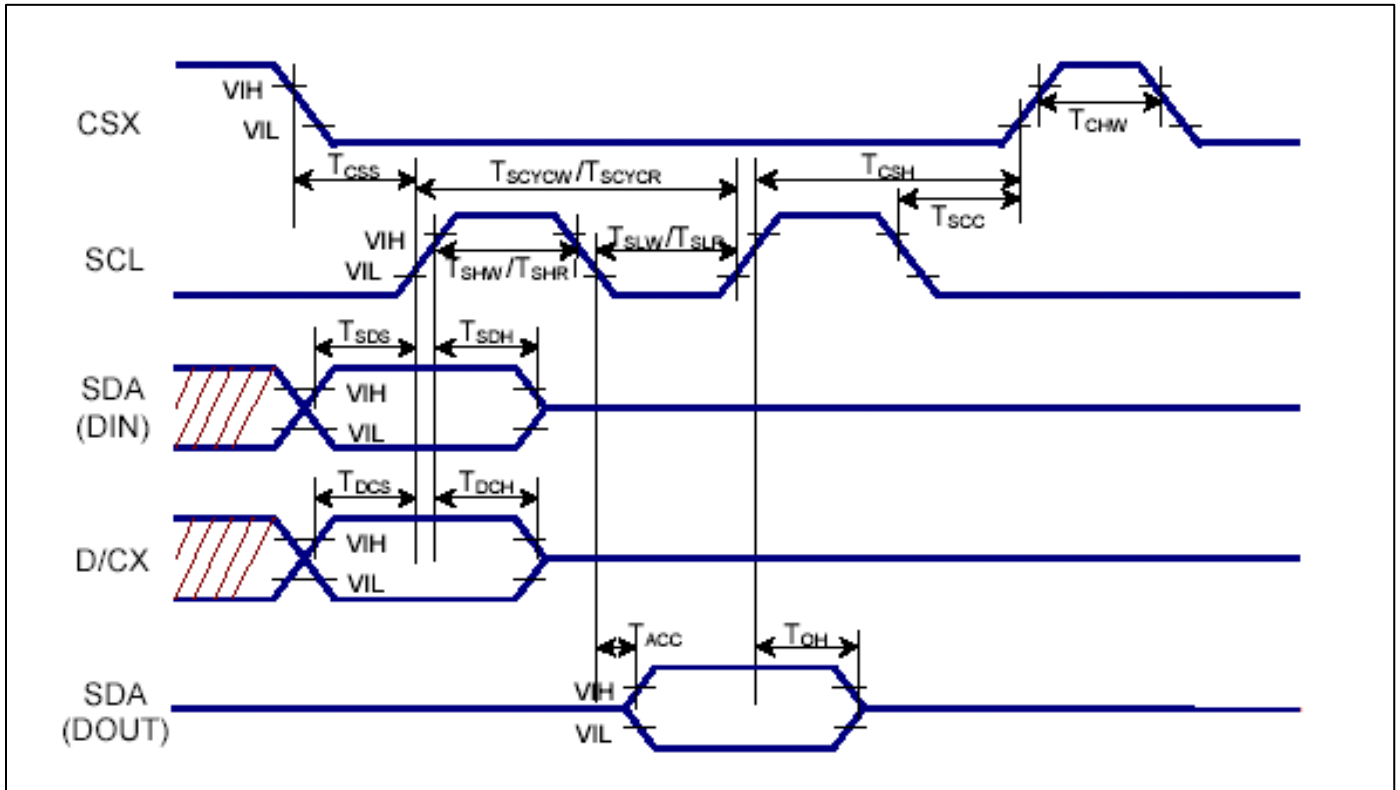 VIH
CSX
VIL
TCHW
TCSS
TSCYCW/TSCYCR
TCSH
TSCC
VIH
TSLW/TSLR
SCL
VIL
TSHW/TSHR
TSDS
TSDH
SDA
(DIN)
VIH
VIL
TDCS
TDCH
VIH
D/CX
VIL
TACC
TOH
SDA
(DOUT)
VIH
VIL